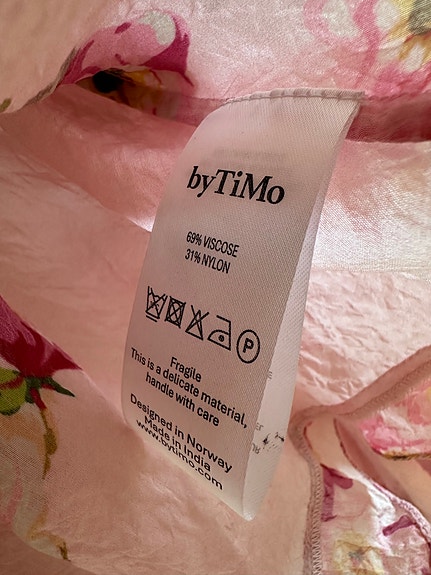 byTiMo
69% VISCOSE
31% NYLON
P
Fragile
This is a delicate material,
handle with care
Designed in Norway
Made in India
www.bytimo.com